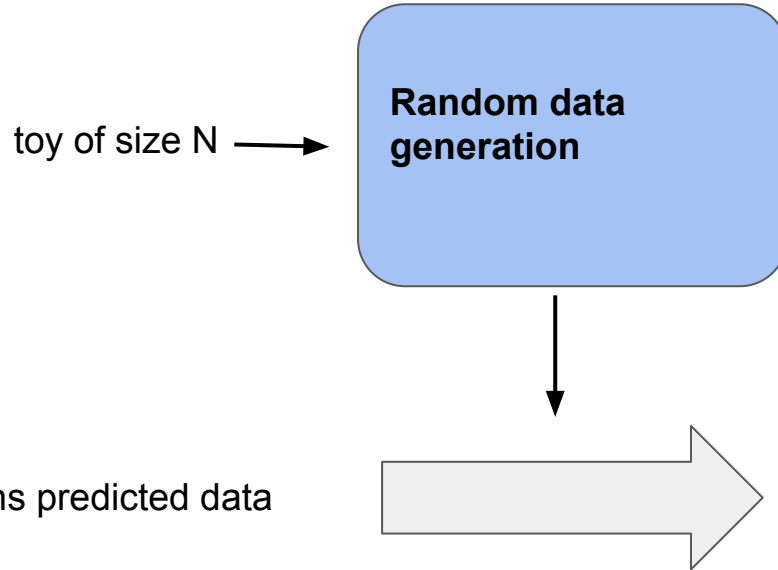 Random data
generation
toy of size N
ns predicted data